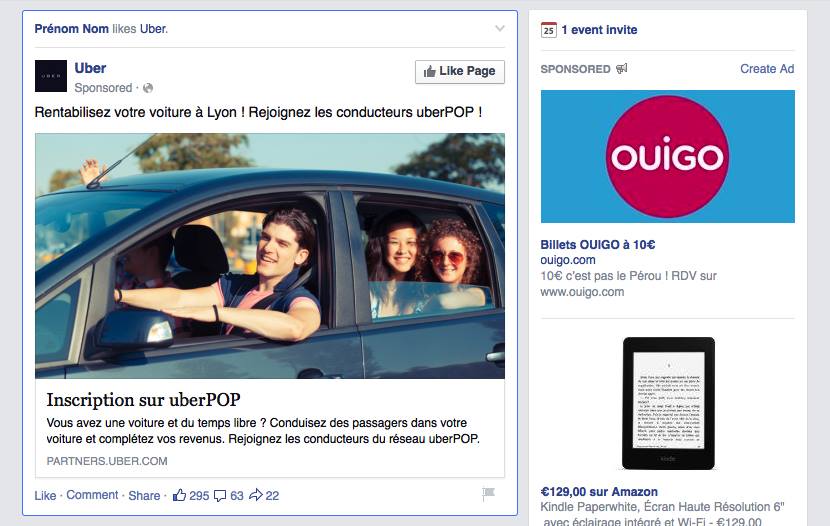 Prénom Nom likes Uber.
UBER
Uber
Sponsored ·
Like Page
Rentabilisez votre voiture à Lyon ! Rejoignez les conducteurs uberPOP !
Inscription sur uberPOP
Vous avez une voiture et du temps libre ? Conduisez des passagers dans votre
voiture et complétez vos revenus. Rejoignez les conducteurs du réseau uberPOP.
PARTNERS.UBER.COM
Like · Comment · Share · 295 63 22
25 1 event invite
SPONSORED Create Ad
OUiGO
Billets OUIGO à 10€
ouigo.com
10€ c'est pas le Pérou ! RDV sur
www.ouigo.com
kindle
€129,00 sur Amazon
Kindle Paperwhite, Écran Haute Résolution 6"
avec éclairage intégré et Wi-Fi - €129,00